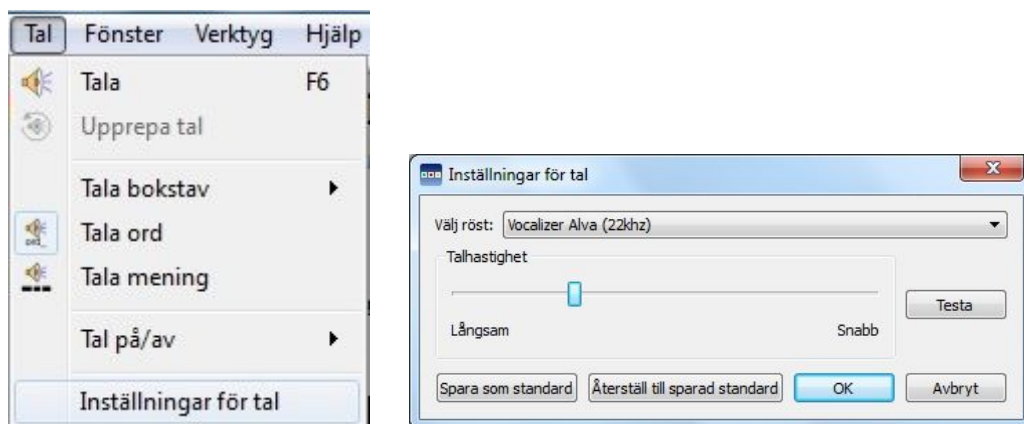 Tal Fönster Verktyg Hjälp
Tala F6
Upprepa tal
Tala bokstav
Tala ord
Tala mening
Tal på/av
Inställningar för tal
Inställningar för tal
Välj röst: Vocalizer Alva (22khz)
Talhastighet
Långsam Snabb
Testa
Spara som standard Återställ till sparad standard OK Avbryt